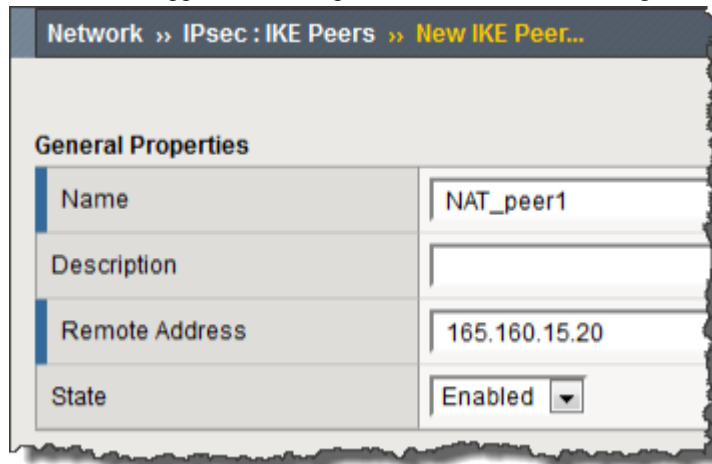 Network ›› IPsec : IKE Peers ›› New IKE Peer...
General Properties
Name NAT_peer1
Description
Remote Address 165.160.15.20
State Enabled